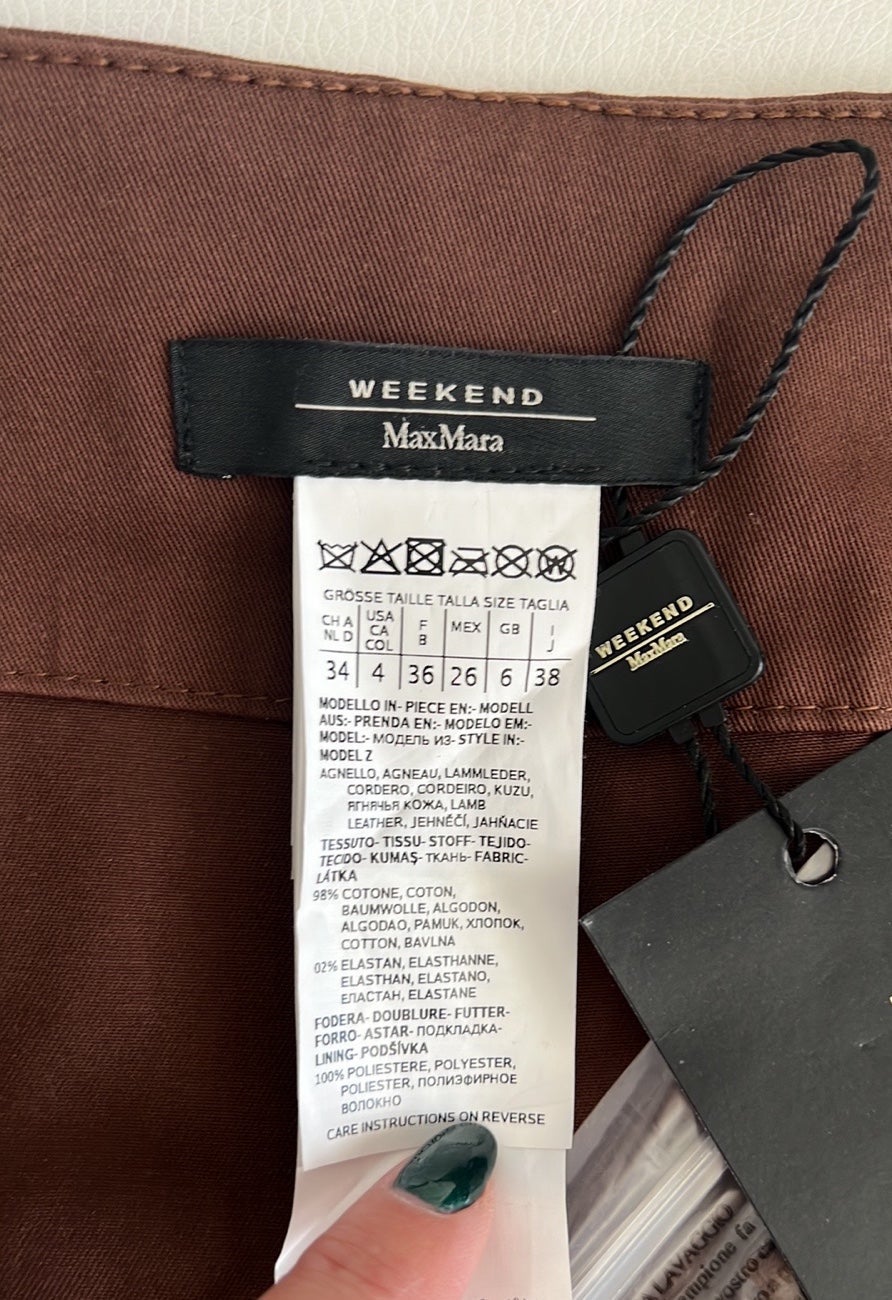 WEEKEND
MaxMara
GRÖSSE TAILLE TALLA SIZE TAGLIA
CH A NL D
USA CA COL
F B
MEX
GB
I J
34 4 36 26 6 38
MODELLO IN- PIECE EN:- MODELL
AUS:- PRENDA EN:- MODELO EM:-
MODEL:- МОДЕЛЬ ИЗ- STYLE IN:-
MODEL Z
AGNELLO, AGNEAU, LAMMLEDER,
CORDERO, CORDEIRO, KUZU,
ЯГНЯЧЬЯ КОЖА, LAMB
LEATHER, JEHNĚČÍ, JAHŇACIE
TESSUTO- TISSU- STOFF- TEJIDO-
TECIDO- KUMAŞ- ТКАНЬ- FABRIC-
LÁTKA
98% COTONE, COTON,
BAUMWOLLE, ALGODON,
ALGODAO, PAMUK, ХЛОПОК,
COTTON, BAVLNA
02% ELASTAN, ELASTHANNE,
ELASTHAN, ELASTANO,
ЕЛАСТАН, ELASTANE
FODERA- DOUBLURE- FUTTER-
FORRO- ASTAR- ПОДКЛАДКА-
LINING- PODŠÍVKA
100% POLIESTERE, POLYESTER,
POLIESTER, ПОЛИЭФИРНОЕ
ВОЛОКНО
CARE INSTRUCTIONS ON REVERSE
WEEKEND
MaxMara
LAVAGGIO